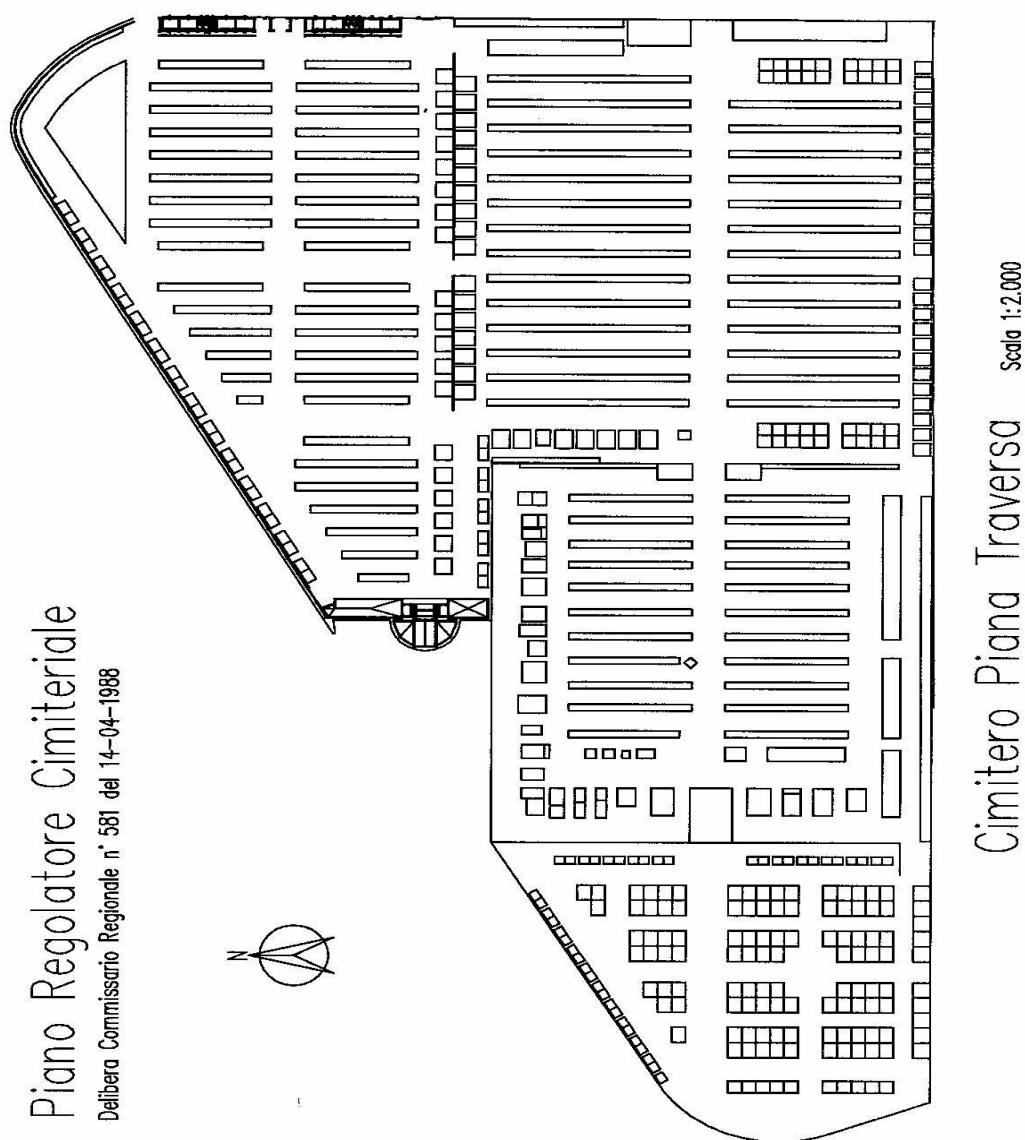 Piano Regolatore Cimiteriale
Delibera Commissario Regionale n° 581 del 14-04-1988
N
Cimitero Piana Traversa
Scala 1:2.000